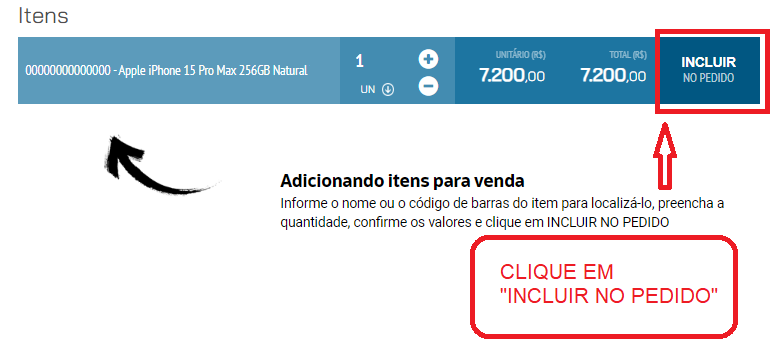 Itens
00000000000000 - Apple iPhone 15 Pro Max 256GB Natural
1
UN
UNITÁRIO (R$)
7.200,00
TOTAL (R$)
7.200,00
INCLUIR
NO PEDIDO
Adicionando itens para venda
Informe o nome ou o código de barras do item para localizá-lo, preencha a
quantidade, confirme os valores e clique em INCLUIR NO PEDIDO
CLIQUE EM
"INCLUIR NO PEDIDO"